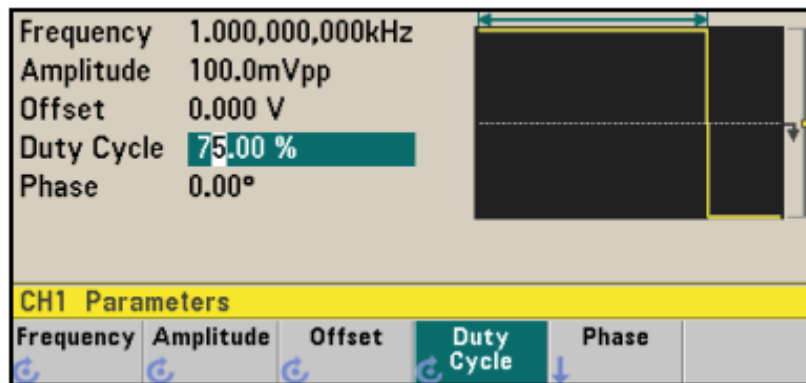 Frequency 1.000,000,000kHz
Amplitude 100.0mVpp
Offset 0.000 V
Duty Cycle 75.00 %
Phase 0.00°
CH1 Parameters
Frequency Amplitude Offset Duty Cycle Phase